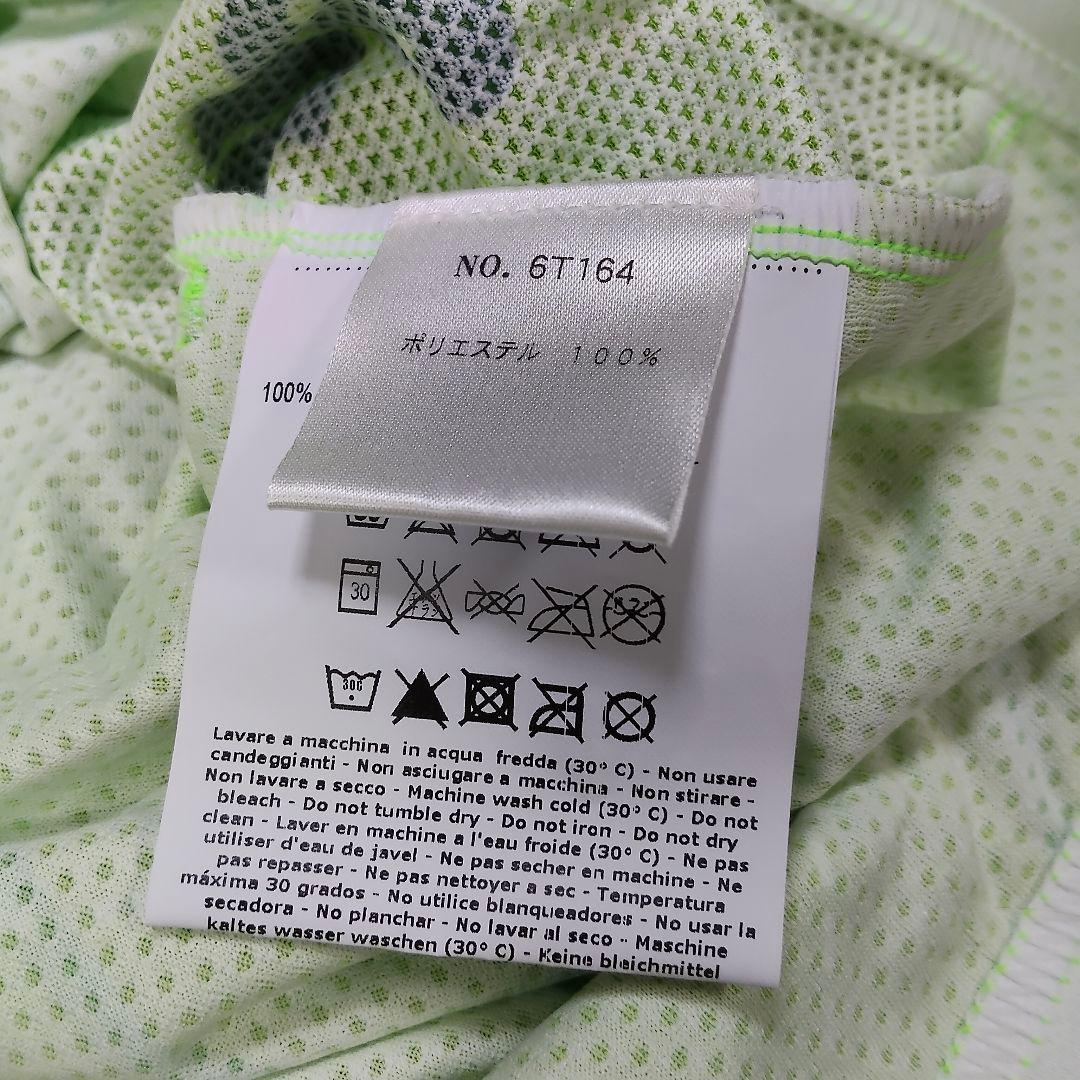 NO. 6T164
ポリエステル 100%
100%
30
30C
Lavare a macchina in acqua fredda (30° C) - Non usare
candeggianti - Non asciugare a macchina - Non stirare -
Non lavare a secco - Machine wash cold (30° C) - Do not
bleach - Do not tumble dry - Do not iron - Do not dry
clean - Laver en machine a l'eau froide (30° C) - Ne pas
utiliser d'eau de javel - Ne pas secher en machine - Ne
pas repasser - Ne pas nettoyer a sec - Temperatura
máxima 30 grados - No utilice blanqueadores - No usar la
secadora - No planchar - No lavar al seco - Maschine
kaltes wasser waschen (30° C) - Keine bleichmittel